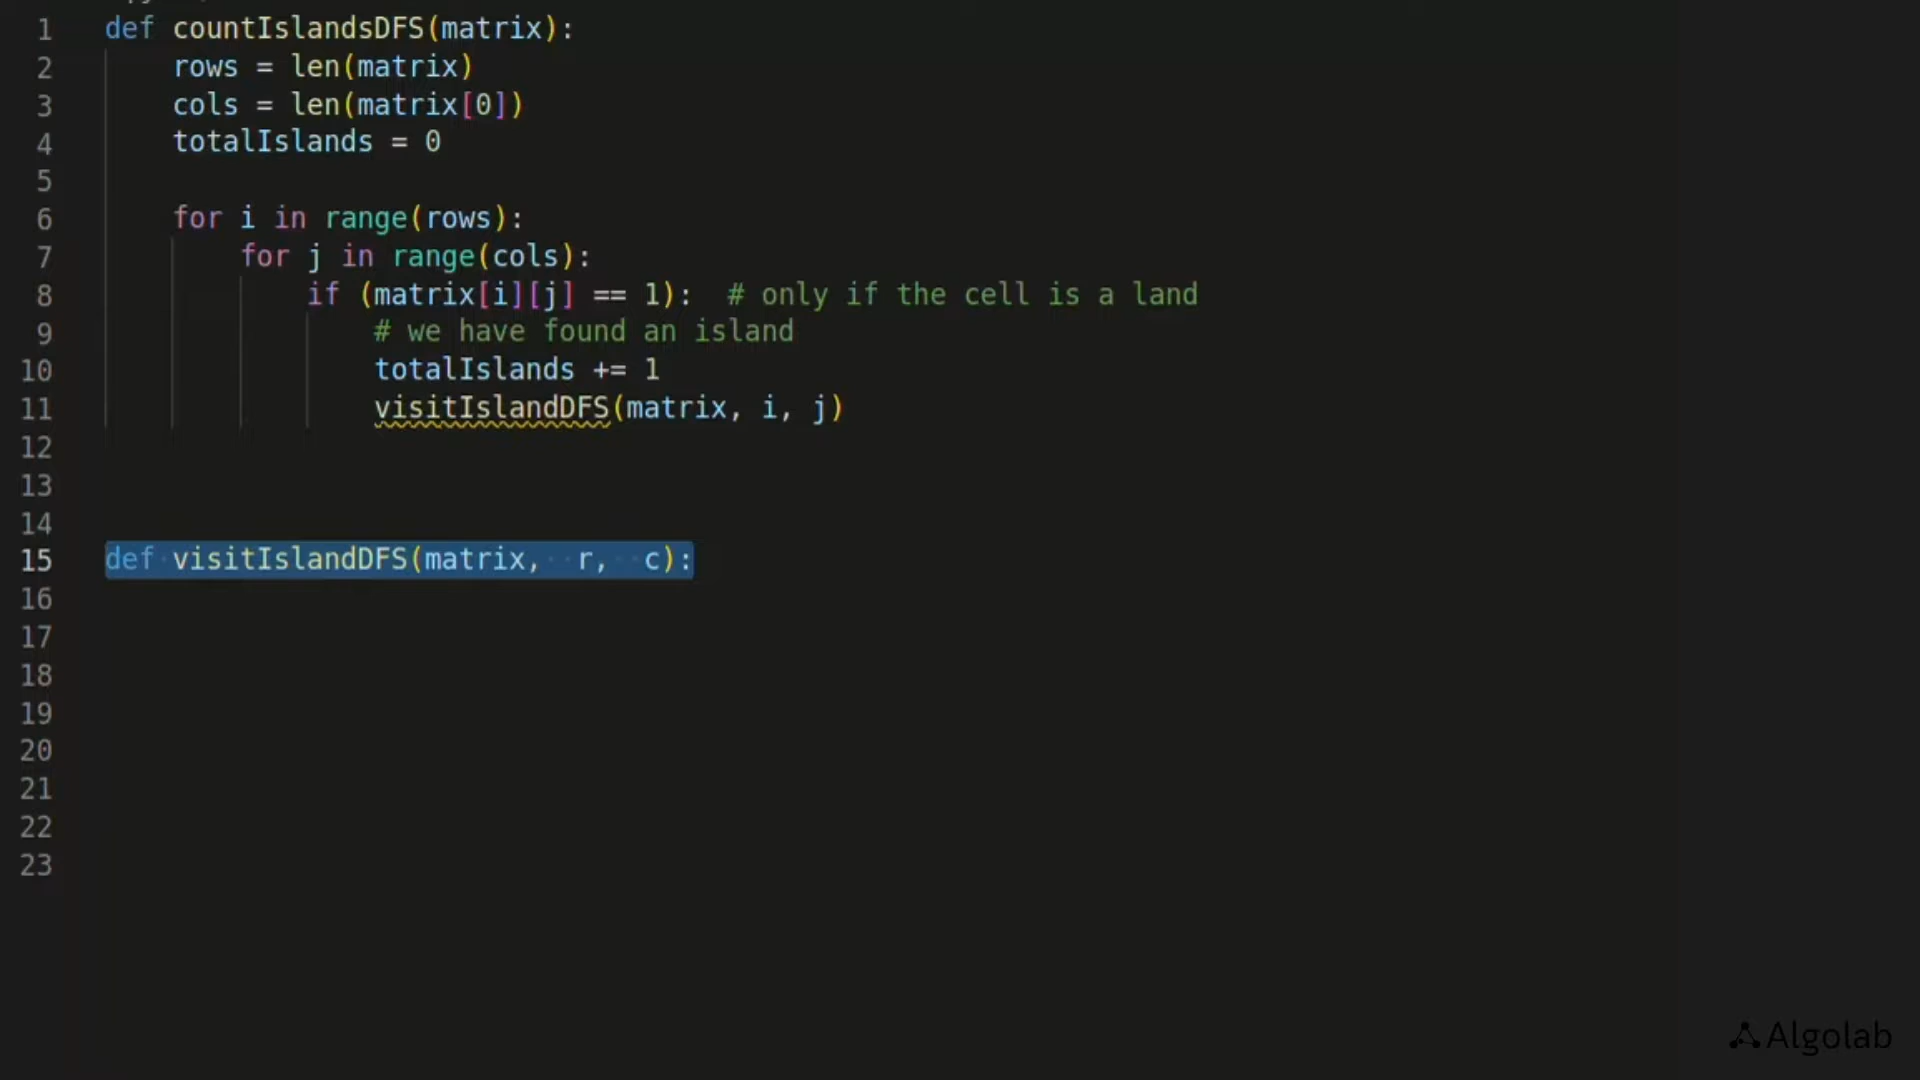 1 def countIslandsDFS(matrix):
2     rows = len(matrix)
3     cols = len(matrix[0])
4     totalIslands = 0
5
6     for i in range(rows):
7         for j in range(cols):
8             if (matrix[i][j] == 1):  # only if the cell is a land
9                 # we have found an island
10                 totalIslands += 1
11                 visitIslandDFS(matrix, i, j)
12
13
14
15 def visitIslandDFS(matrix,  r,  c):
16
17
18
19
20
21
22
23
Algolab